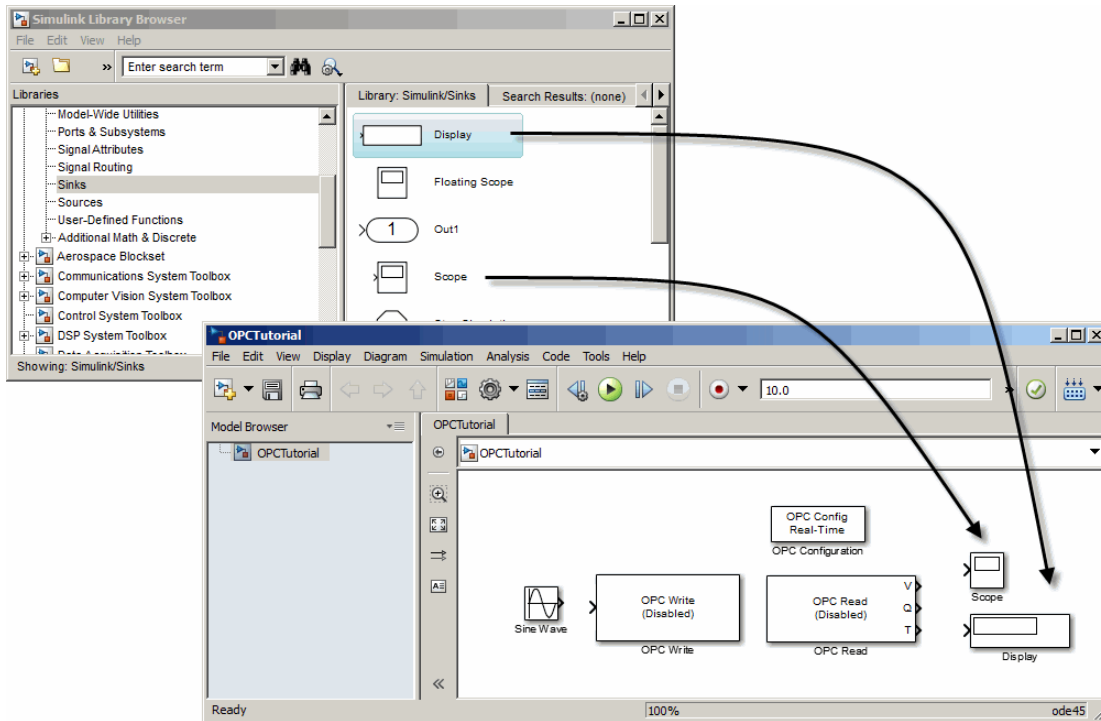 Simulink Library Browser
File Edit View Help
» Enter search term
Libraries
Library: Simulink/Sinks
Search Results: (none)
Model-Wide Utilities
Ports & Subsystems
Signal Attributes
Signal Routing
Sinks
Sources
User-Defined Functions
Additional Math & Discrete
Aerospace Blockset
Communications System Toolbox
Computer Vision System Toolbox
Control System Toolbox
DSP System Toolbox
Showing: Simulink/Sinks
Display
Floating Scope
1 Out1
Scope
OPCTutorial
File Edit View Display Diagram Simulation Analysis Code Tools Help
10.0
»
Model Browser
OPCTutorial
OPCTutorial
OPCTutorial
OPC Config
Real-Time
OPC Configuration
Sine Wave
OPC Write
(Disabled)
OPC Write
OPC Read
(Disabled)
V
Q
T
OPC Read
Scope
Display
Ready
100%
ode45